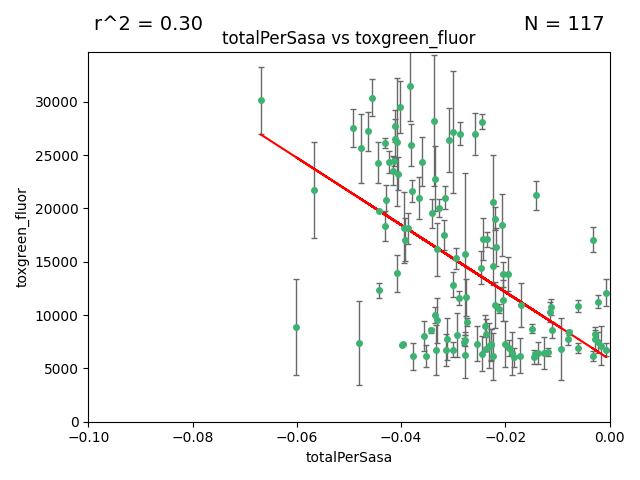 r^2 = 0.30 N = 117
totalPerSasa vs toxgreen_fluor
toxgreen_fluor
30000
25000
20000
15000
10000
5000
0
−0.10 −0.08 −0.06 −0.04 −0.02 0.00
totalPerSasa